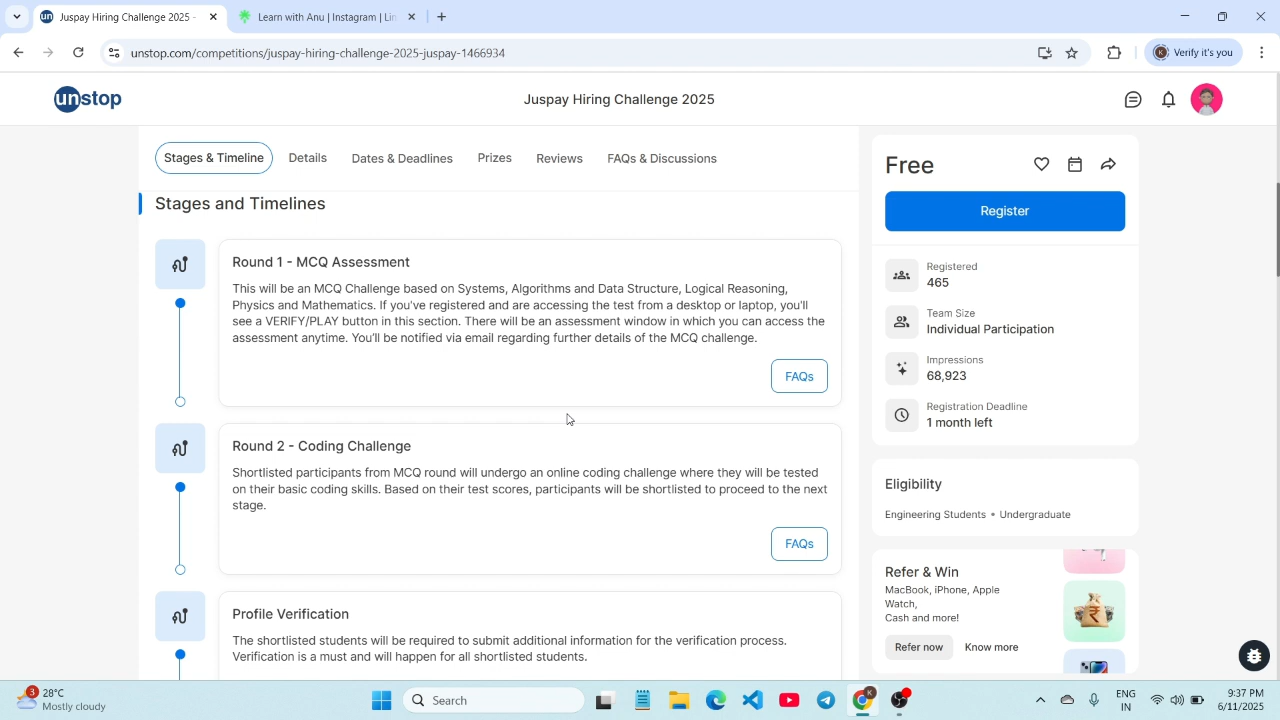 Juspay Hiring Challenge 2025 -
Learn with Anu | Instagram | Lin
unstop.com/competitions/juspay-hiring-challenge-2025-juspay-1466934
K
Verify it's you
unstop
Juspay Hiring Challenge 2025
Stages & Timeline
Details
Dates & Deadlines
Prizes
Reviews
FAQs & Discussions
Stages and Timelines
Round 1 - MCQ Assessment
This will be an MCQ Challenge based on Systems, Algorithms and Data Structure, Logical Reasoning,
Physics and Mathematics. If you've registered and are accessing the test from a desktop or laptop, you'll
see a VERIFY/PLAY button in this section. There will be an assessment window in which you can access the
assessment anytime. You'll be notified via email regarding further details of the MCQ challenge.
FAQs
Round 2 - Coding Challenge
Shortlisted participants from MCQ round will undergo an online coding challenge where they will be tested
on their basic coding skills. Based on their test scores, participants will be shortlisted to proceed to the next
stage.
FAQs
Profile Verification
The shortlisted students will be required to submit additional information for the verification process.
Verification is a must and will happen for all shortlisted students.
Free
Register
Registered
465
Team Size
Individual Participation
Impressions
68,923
Registration Deadline
1 month left
Eligibility
Engineering Students • Undergraduate
Refer & Win
MacBook, iPhone, Apple
Watch,
Cash and more!
Refer now
Know more
3
28°C
Mostly cloudy
Search
ENG
IN
9:37 PM
6/11/2025